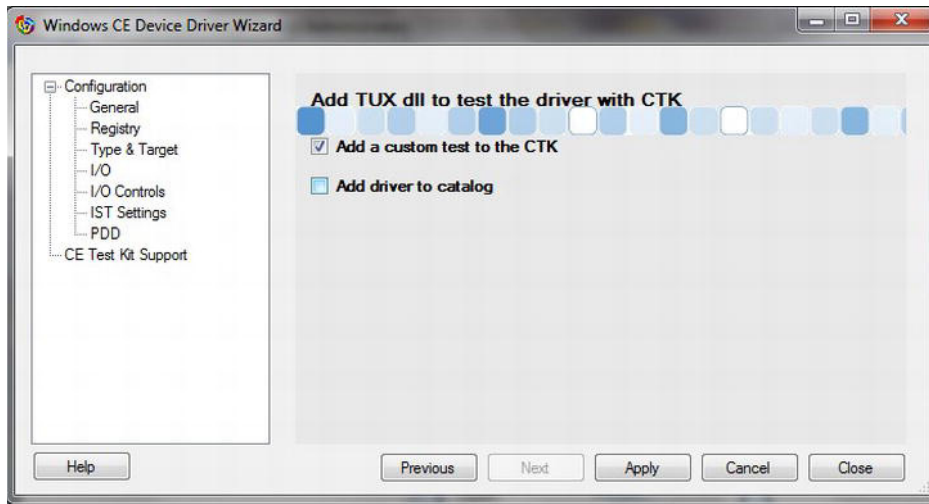 Windows CE Device Driver Wizard
Configuration
General
Registry
Type & Target
I/O
I/O Controls
IST Settings
PDD
CE Test Kit Support
Add TUX dll to test the driver with CTK
Add a custom test to the CTK
Add driver to catalog
Help
Previous
Next
Apply
Cancel
Close